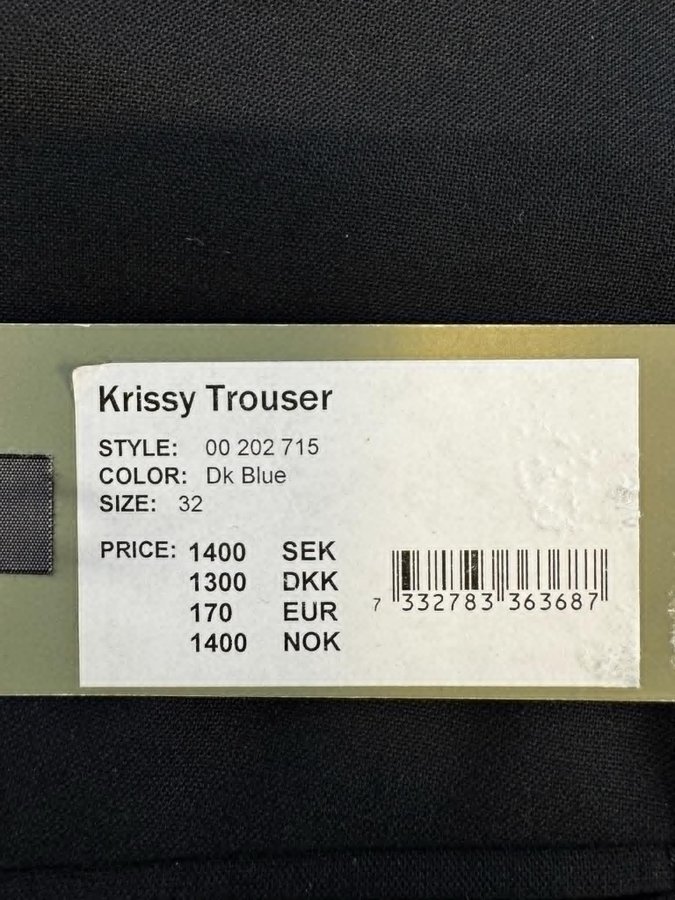 Krissy Trouser
STYLE: 00 202 715
COLOR: Dk Blue
SIZE: 32
PRICE: 1400 SEK
1300 DKK
170 EUR
1400 NOK
7 332783 363687